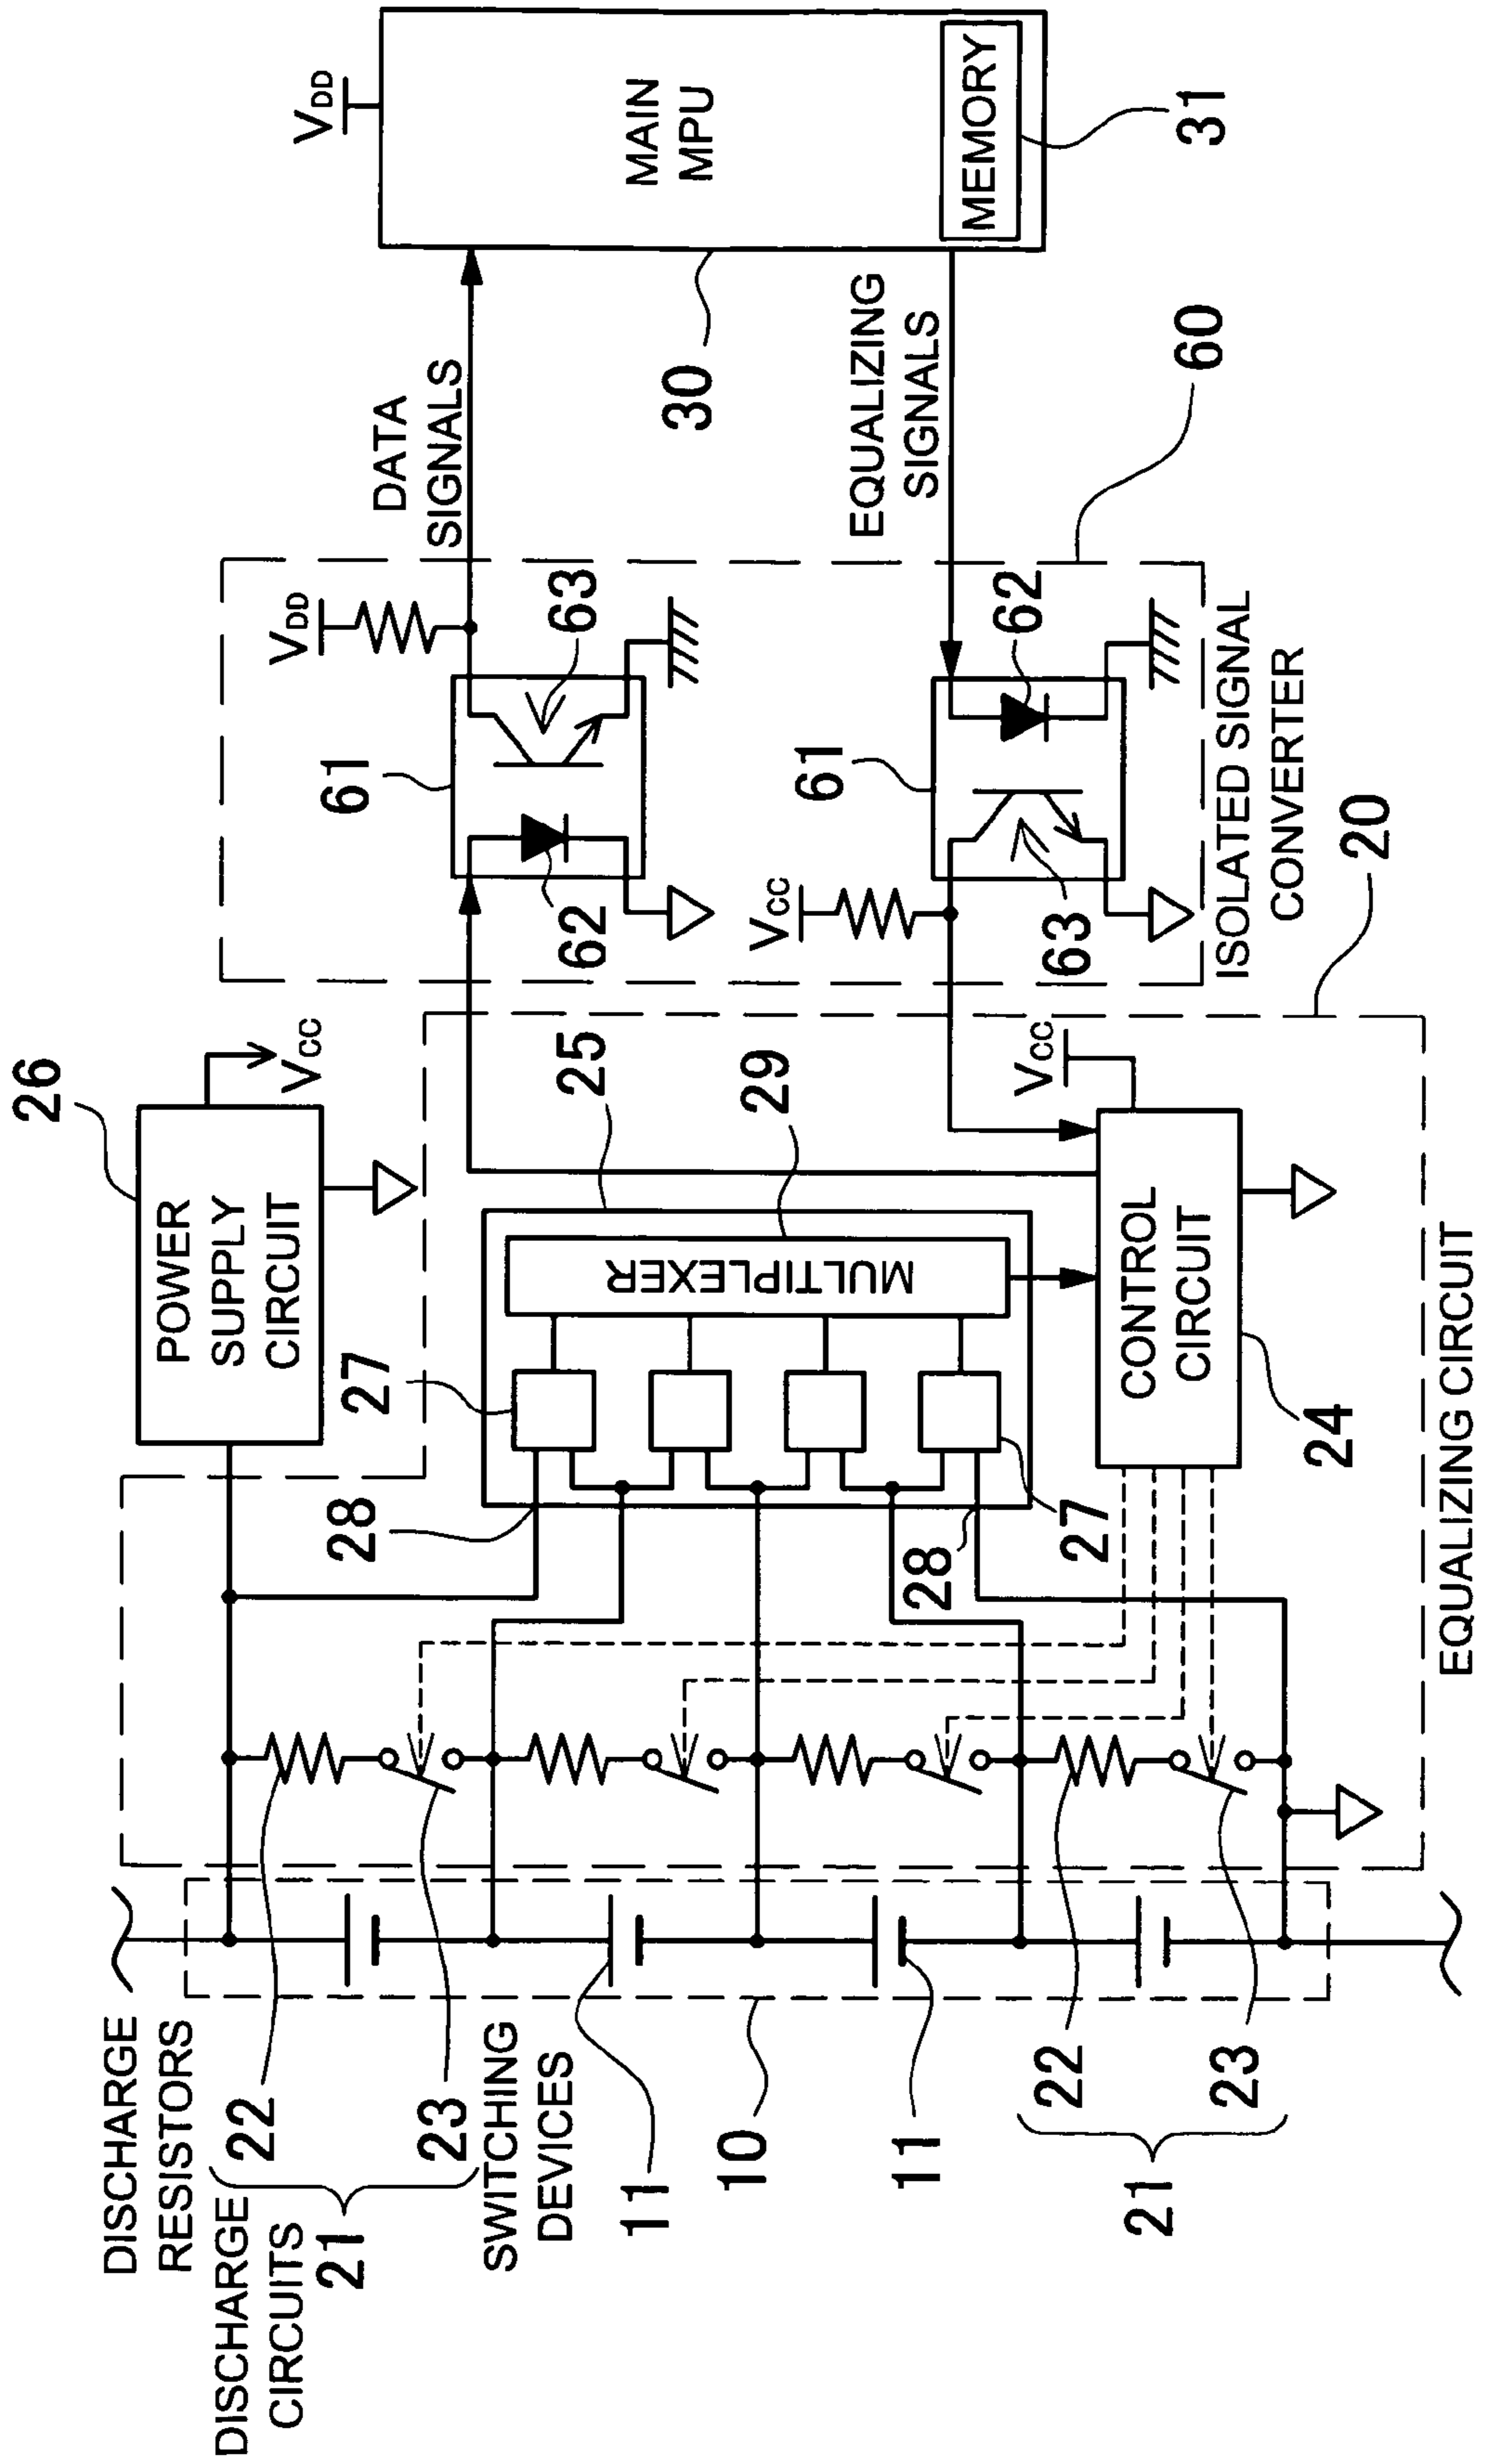 DISCHARGE
RESISTORS
22
DISCHARGE
CIRCUITS
21
23
SWITCHING
DEVICES
11
10
11
22
21
23
26
POWER
SUPPLY
CIRCUIT
VCC
27
28
25
29
MULTIPLEXER
28
27
VCC
CONTROL
CIRCUIT
24
EQUALIZING CIRCUIT
20
VDD
61
62
63
VCC
61
63
62
ISOLATED SIGNAL
CONVERTER
60
DATA
SIGNALS
EQUALIZING
SIGNALS
30
VDD
MAIN
MPU
MEMORY
31